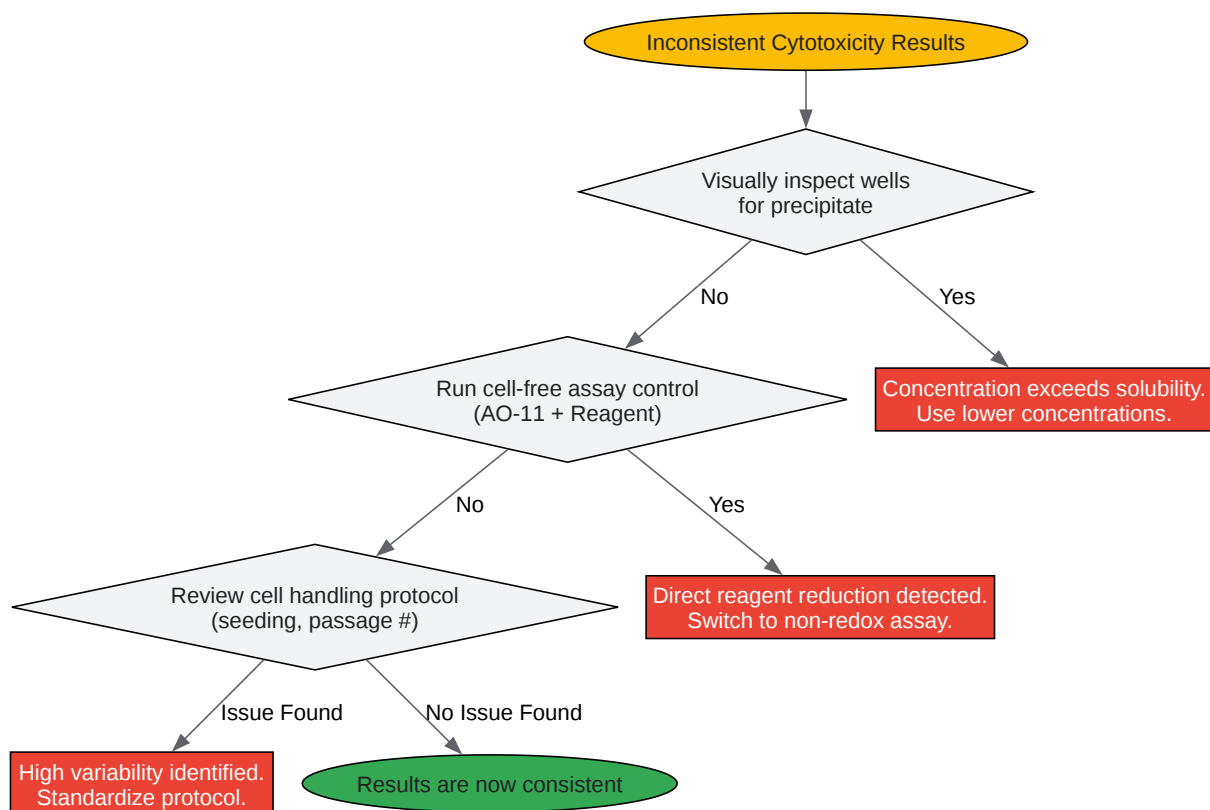 Inconsistent Cytotoxicity Results
Visually inspect wells
for precipitate
No
Yes
Run cell-free assay control
(AO-11 + Reagent)
Concentration exceeds solubility.
Use lower concentrations.
No
Yes
Review cell handling protocol
(seeding, passage #)
Direct reagent reduction detected.
Switch to non-redox assay.
Issue Found
No Issue Found
High variability identified.
Standardize protocol.
Results are now consistent